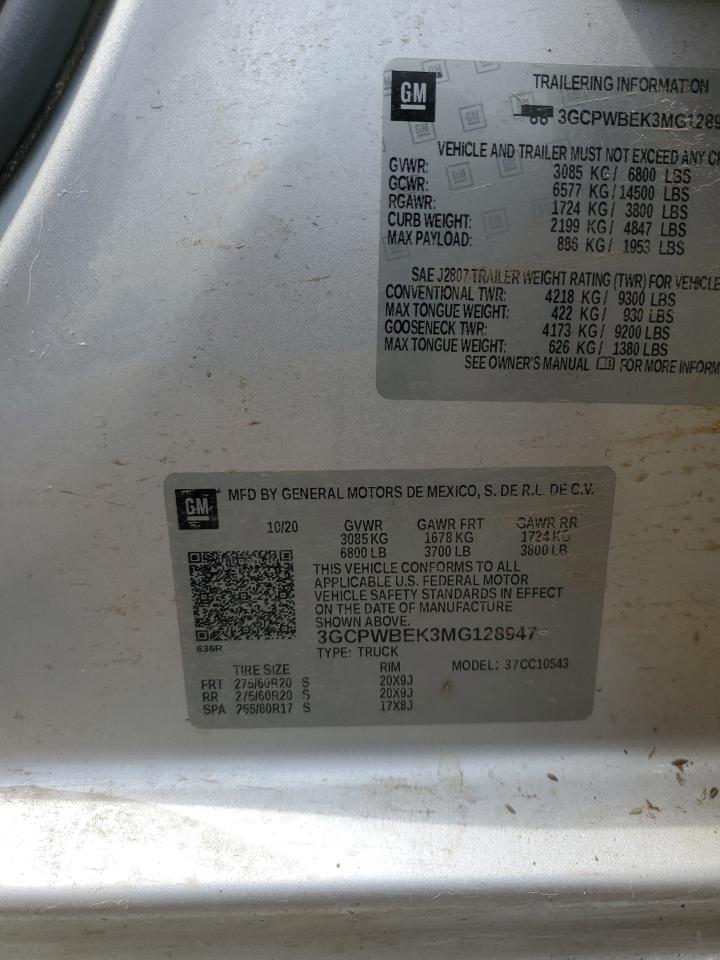 GM
TRAILERING INFORMATION
3GCPWBEK3MG1289
VEHICLE AND TRAILER MUST NOT EXCEED ANY
GVWR: 3085 KG / 6800 LBS
GCWR: 6577 KG / 14500 LBS
RGAWR: 1724 KG / 3800 LBS
CURB WEIGHT: 2199 KG / 4847 LBS
MAX PAYLOAD: 886 KG / 1953 LBS
SAE J2807 TRAILER WEIGHT RATING (TWR) FOR VEHICLE
CONVENTIONAL TWR: 4218 KG / 9300 LBS
MAX TONGUE WEIGHT: 422 KG / 930 LBS
GOOSENECK TWR: 4173 KG / 9200 LBS
MAX TONGUE WEIGHT: 626 KG / 1380 LBS
SEE OWNER'S MANUAL FOR MORE INFORM
GM
MFD BY GENERAL MOTORS DE MEXICO, S. DE R.L. DE C.V.
10/20 GVWR GAWR FRT GAWR RR
3085 KG 1678 KG 1724 KG
6800 LB 3700 LB 3800 LB
THIS VEHICLE CONFORMS TO ALL
APPLICABLE U.S. FEDERAL MOTOR
VEHICLE SAFETY STANDARDS IN EFFECT
ON THE DATE OF MANUFACTURE
SHOWN ABOVE.
3GCPWBEK3MG128947
636R
TYPE: TRUCK
MODEL: 37CC10543
TIRE SIZE RIM
FRT 275/60R20 S 20X9J
RR 275/60R20 S 20X9J
SPA 255/80R17 S 17X8J